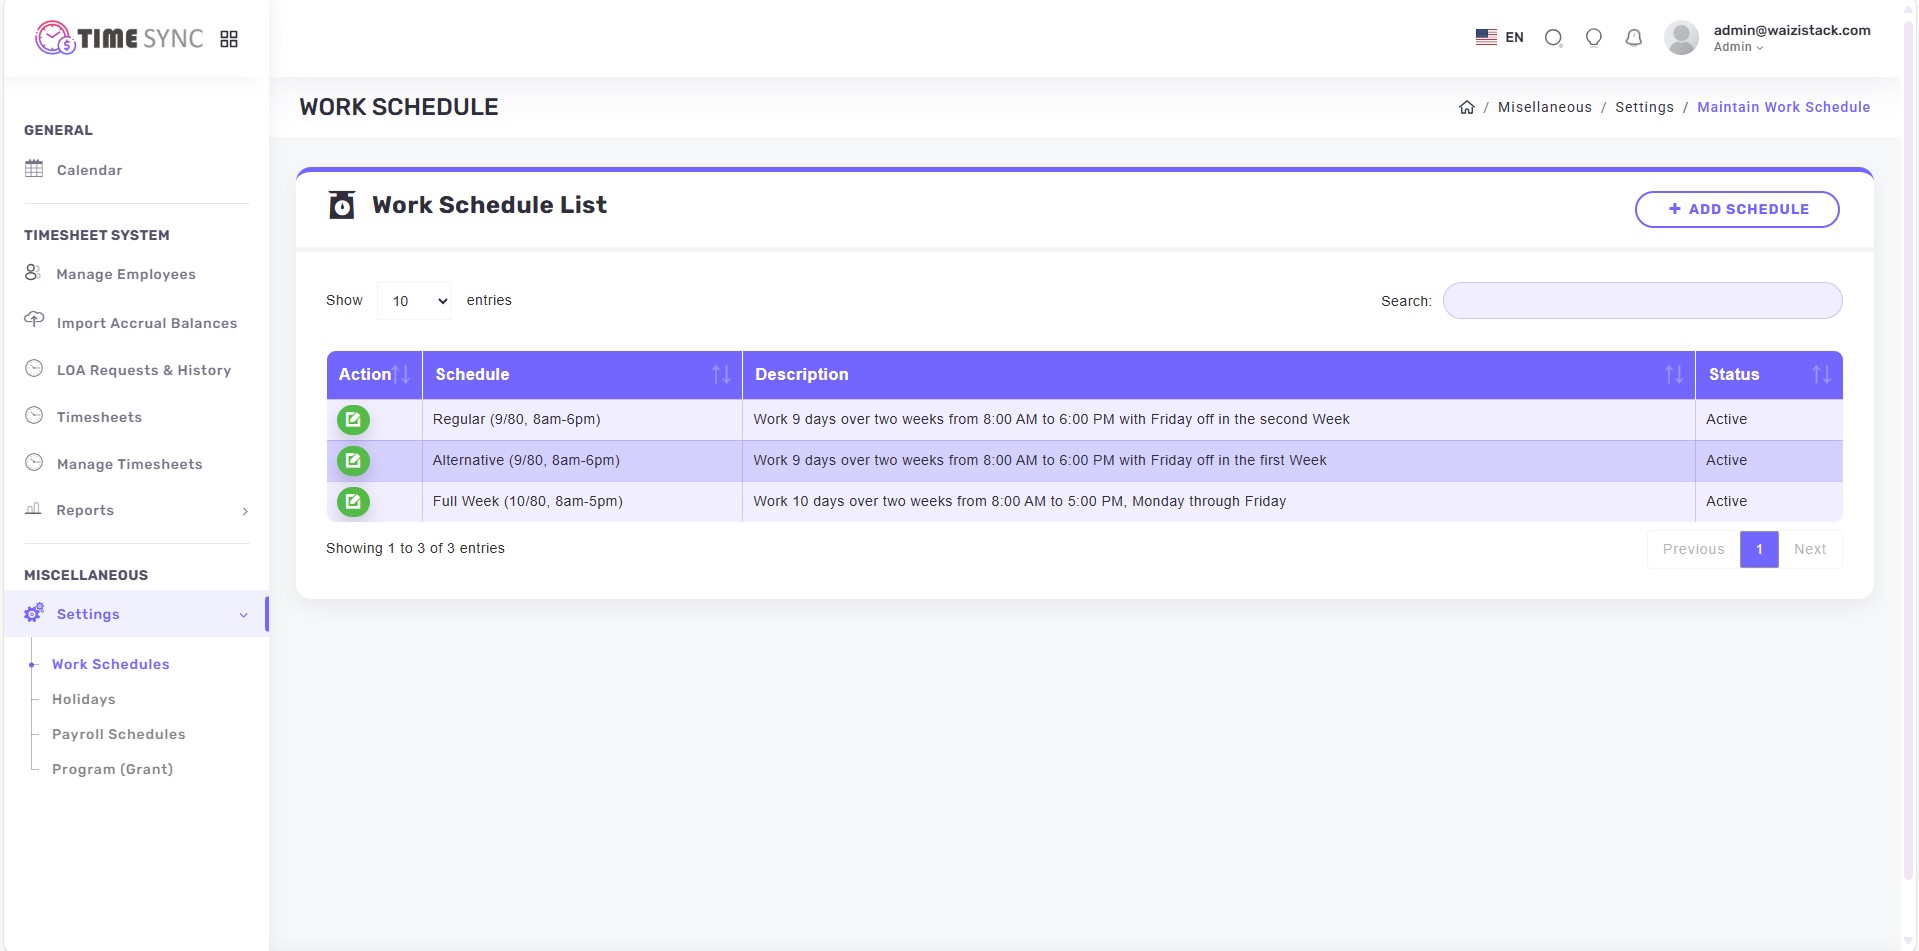 TIME SYNC
EN
admin@waizistack.com
Admin
WORK SCHEDULE
/ Misellaneous / Settings / Maintain Work Schedule
GENERAL
Calendar
TIMESHEET SYSTEM
Manage Employees
Import Accrual Balances
LOA Requests & History
Timesheets
Manage Timesheets
Reports
MISCELLANEOUS
Settings
Work Schedules
Holidays
Payroll Schedules
Program (Grant)
Work Schedule List
+ ADD SCHEDULE
Show 10 entries
Search:
Action Schedule Description Status
Regular (9/80, 8am-6pm) Work 9 days over two weeks from 8:00 AM to 6:00 PM with Friday off in the second Week Active
Alternative (9/80, 8am-6pm) Work 9 days over two weeks from 8:00 AM to 6:00 PM with Friday off in the first Week Active
Full Week (10/80, 8am-5pm) Work 10 days over two weeks from 8:00 AM to 5:00 PM, Monday through Friday Active
Showing 1 to 3 of 3 entries
Previous 1 Next